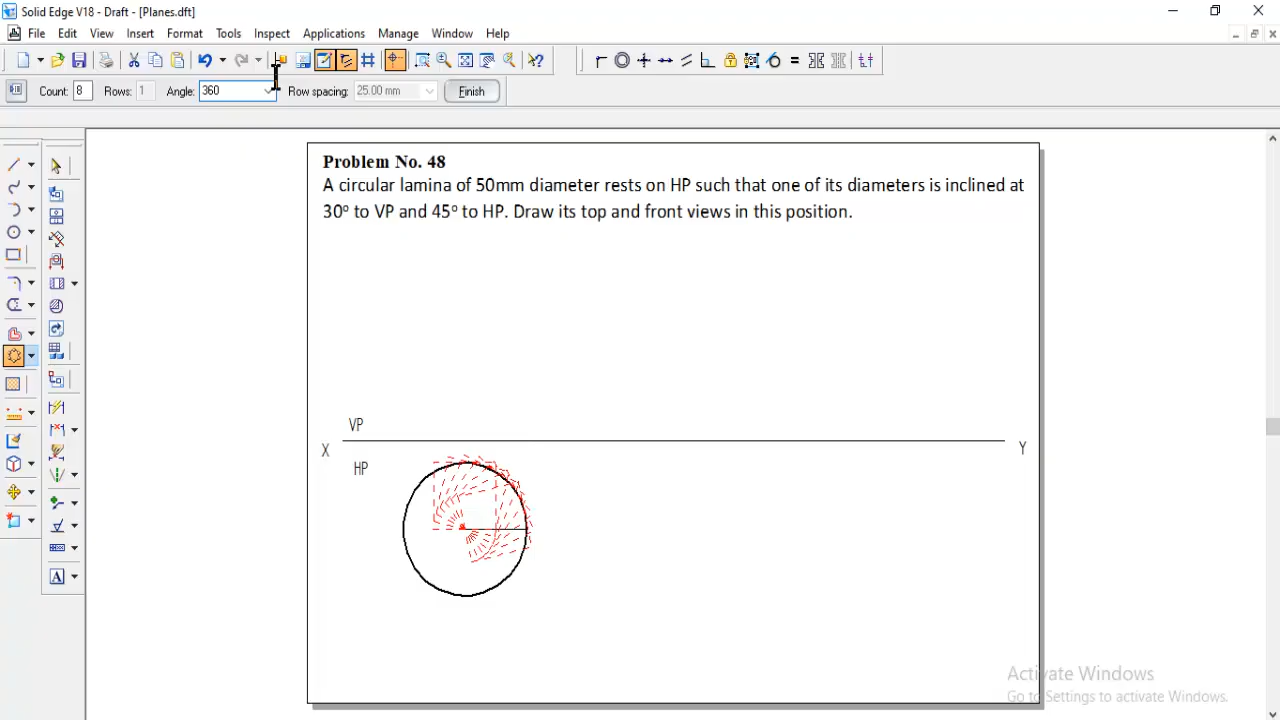 Solid Edge V18 - Draft - [Planes.dft]
File Edit View Insert Format Tools Inspect Applications Manage Window Help
Count: 8 Rows: 1 Angle: 360 Row spacing: 25.00 mm Finish
Problem No. 48
A circular lamina of 50mm diameter rests on HP such that one of its diameters is inclined at
30º to VP and 45º to HP. Draw its top and front views in this position.
VP
X
Y
HP
Activate Windows
Go to Settings to activate Windows.